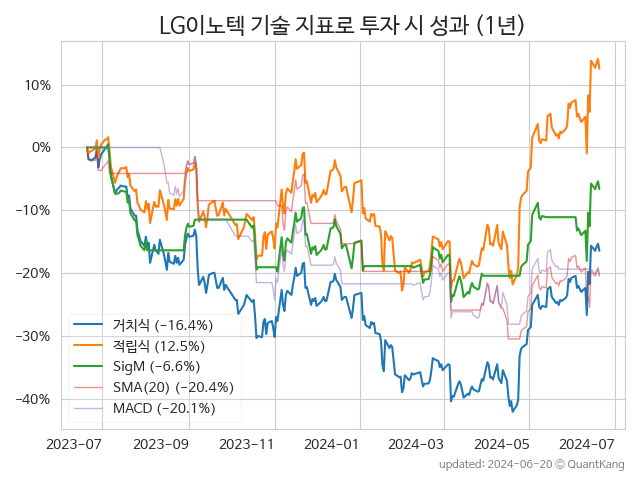 LG이노텍 기술 지표로 투자 시 성과 (1년)
10%
0%
−10%
−20%
−30%
−40%
거치식 (−16.4%)
적립식 (12.5%)
SigM (−6.6%)
SMA(20) (−20.4%)
MACD (−20.1%)
2023−07
2023−09
2023−11
2024−01
2024−03
2024−05
2024−07
updated: 2024−06−20 © QuantKang